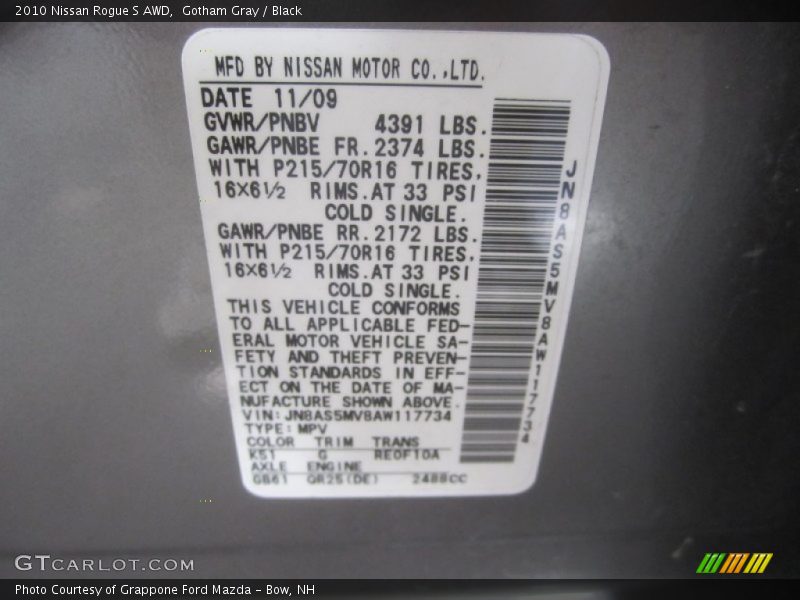 2010 Nissan Rogue S AWD,  Gotham Gray / Black
MFD BY NISSAN MOTOR CO.,LTD.
DATE 11/09
GVWR/PNBV 4391 LBS.
GAWR/PNBE FR.2374 LBS.
WITH P215/70R16 TIRES,
16×6½ RIMS.AT 33 PSI
COLD SINGLE.
GAWR/PNBE RR.2172 LBS.
WITH P215/70R16 TIRES,
16×6½ RIMS.AT 33 PSI
COLD SINGLE.
THIS VEHICLE CONFORMS
TO ALL APPLICABLE FED-
ERAL MOTOR VEHICLE SA-
FETY AND THEFT PREVEN-
TION STANDARDS IN EFF-
ECT ON THE DATE OF MA-
NUFACTURE SHOWN ABOVE.
VIN:JN8AS5MV8AW117734
TYPE:MPV
COLOR TRIM TRANS
K51 G RE0F10A
AXLE ENGINE
GB61 QR25(DE) 2488CC
JN8AS5MV8AW117734
GTCARLOT.COM
Photo Courtesy of Grappone Ford Mazda - Bow, NH